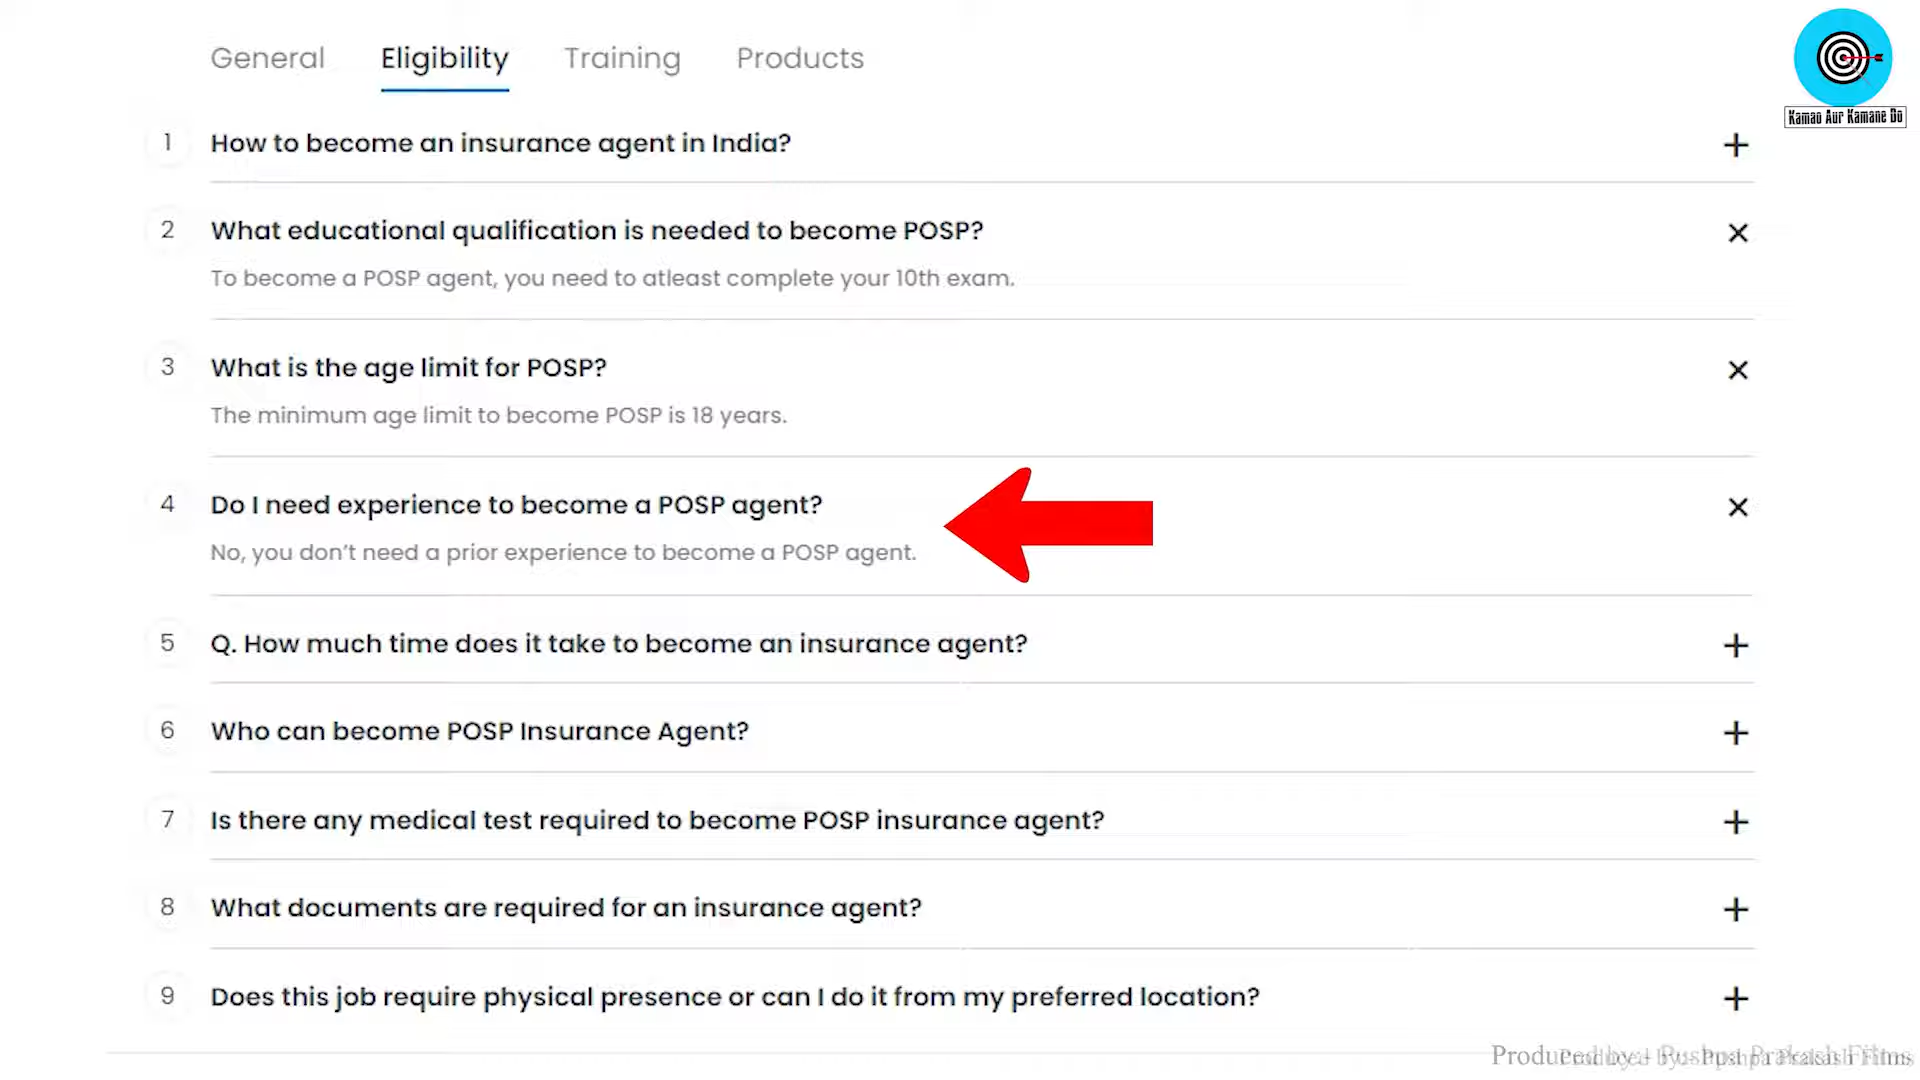 General Eligibility Training Products
Kamao Aur Kamane Do
1 How to become an insurance agent in India?
2 What educational qualification is needed to become POSP?
To become a POSP agent, you need to atleast complete your 10th exam.
3 What is the age limit for POSP?
The minimum age limit to become POSP is 18 years.
4 Do I need experience to become a POSP agent?
No, you don't need a prior experience to become a POSP agent.
5 Q. How much time does it take to become an insurance agent?
6 Who can become POSP Insurance Agent?
7 Is there any medical test required to become POSP insurance agent?
8 What documents are required for an insurance agent?
9 Does this job require physical presence or can I do it from my preferred location?
Produced by:- Pushpa Prakash Films